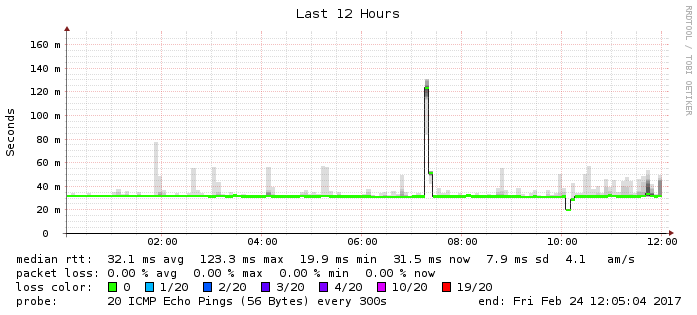 Last 12 Hours
RRDTOOL / TOBI OETIKER
Seconds
160 m
140 m
120 m
100 m
80 m
60 m
40 m
20 m
0
02:00 04:00 06:00 08:00 10:00 12:00
median rtt: 32.1 ms avg 123.3 ms max 19.9 ms min 31.5 ms now 7.9 ms sd 4.1 am/s
packet loss: 0.00 % avg 0.00 % max 0.00 % min 0.00 % now
loss color: 0 1/20 2/20 3/20 4/20 10/20 19/20
probe: 20 ICMP Echo Pings (56 Bytes) every 300s end: Fri Feb 24 12:05:04 2017